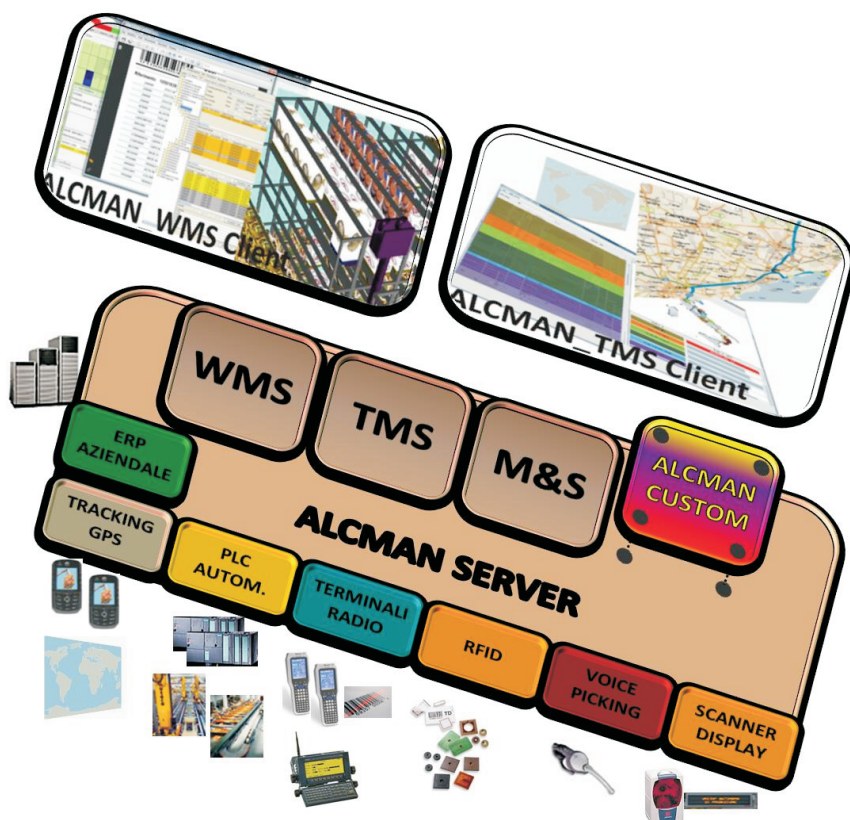 ALCMAN_WMS Client
ALCMAN_TMS Client
WMS
TMS
M&S
ALCMAN
CUSTOM
ERP
AZIENDALE
TRACKING
GPS
ALCMAN SERVER
PLC
AUTOM.
TERMINALI
RADIO
RFID
VOICE
PICKING
SCANNER
DISPLAY